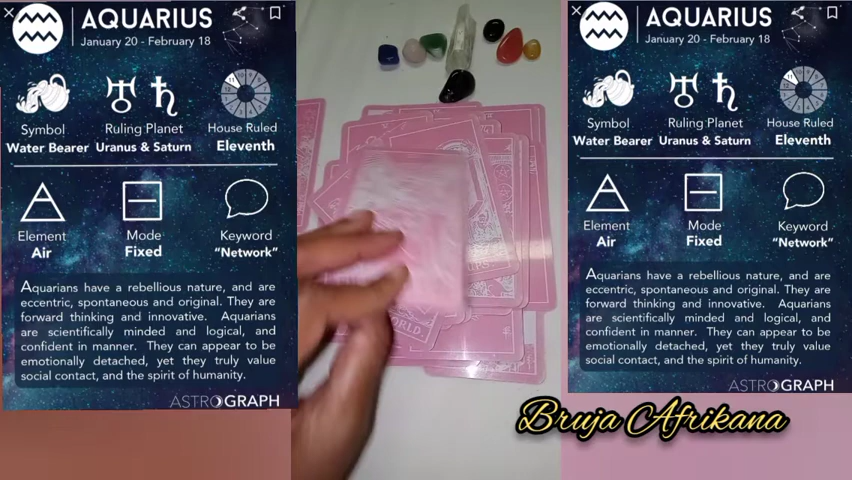 AQUARIUS
January 20 - February 18
Symbol
Water Bearer
Ruling Planet
Uranus & Saturn
House Ruled
Eleventh
Element
Air
Mode
Fixed
Keyword
“Network”
Aquarians have a rebellious nature, and are
eccentric, spontaneous and original. They are
forward thinking and innovative. Aquarians
are scientifically minded and logical, and
confident in manner. They can appear to be
emotionally detached, yet they truly value
social contact, and the spirit of humanity.
ASTROGRAPH
WORLD
AQUARIUS
January 20 - February 18
Symbol
Water Bearer
Ruling Planet
Uranus & Saturn
House Ruled
Eleventh
Element
Air
Mode
Fixed
Keyword
“Network”
Aquarians have a rebellious nature, and are
eccentric, spontaneous and original. They are
forward thinking and innovative. Aquarians
are scientifically minded and logical, and
confident in manner. They can appear to be
emotionally detached, yet they truly value
social contact, and the spirit of humanity.
ASTROGRAPH
Bruja Afrikana